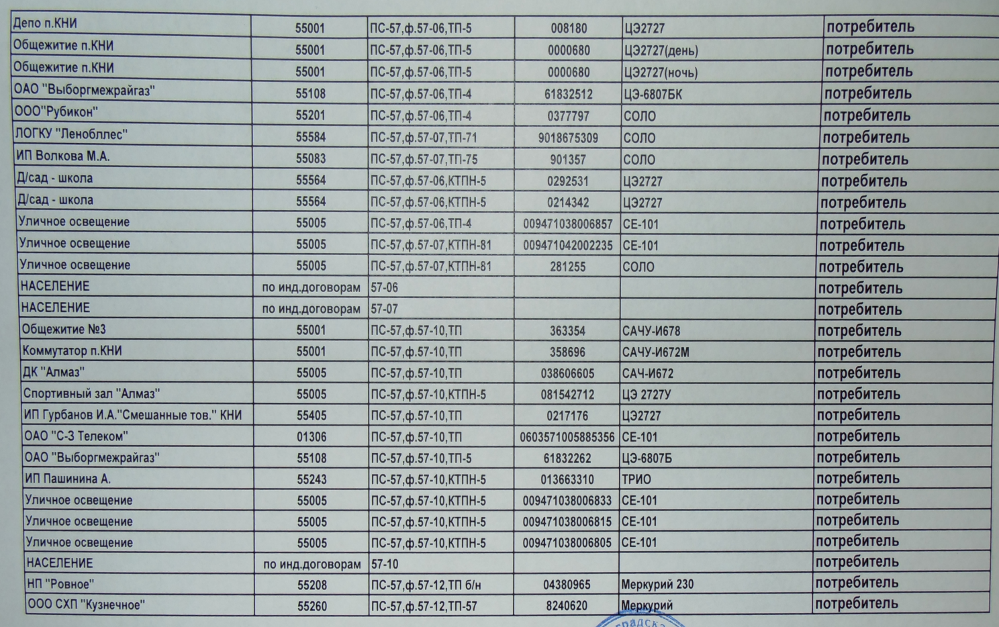 Депо п.КНИ 55001 ПС-57,ф.57-06,ТП-5 008180 ЦЭ2727 потребитель
Общежитие п.КНИ 55001 ПС-57,ф.57-06,ТП-5 0000680 ЦЭ2727(день) потребитель
Общежитие п.КНИ 55001 ПС-57,ф.57-06,ТП-5 0000680 ЦЭ2727(ночь) потребитель
ОАО "Выборгмежрайгаз" 55108 ПС-57,ф.57-06,ТП-4 61832512 ЦЭ-6807БК потребитель
ООО"Рубикон" 55201 ПС-57,ф.57-06,ТП-4 0377797 СОЛО потребитель
ЛОГКУ "Ленобллес" 55584 ПС-57,ф.57-07,ТП-71 9018675309 СОЛО потребитель
ИП Волкова М.А. 55083 ПС-57,ф.57-07,ТП-75 901357 СОЛО потребитель
Д/сад - школа 55564 ПС-57,ф.57-06,КТПН-5 0292531 ЦЭ2727 потребитель
Д/сад - школа 55564 ПС-57,ф.57-06,КТПН-5 0214342 ЦЭ2727 потребитель
Уличное освещение 55005 ПС-57,ф.57-06,ТП-4 009471038006857 СЕ-101 потребитель
Уличное освещение 55005 ПС-57,ф.57-07,КТПН-81 009471042002235 СЕ-101 потребитель
Уличное освещение 55005 ПС-57,ф.57-07,КТПН-81 281255 СОЛО потребитель
НАСЕЛЕНИЕ по инд.договорам 57-06 потребитель
НАСЕЛЕНИЕ по инд.договорам 57-07 потребитель
Общежитие №3 55001 ПС-57,ф.57-10,ТП 363354 САЧУ-И678 потребитель
Коммутатор п.КНИ 55001 ПС-57,ф.57-10,ТП 358696 САЧУ-И672М потребитель
ДК "Алмаз" 55005 ПС-57,ф.57-10,ТП 038606605 САЧ-И672 потребитель
Спортивный зал "Алмаз" 55005 ПС-57,ф.57-10,КТПН-5 081542712 ЦЭ 2727У потребитель
ИП Гурбанов И.А."Смешанные тов." КНИ 55405 ПС-57,ф.57-10,ТП 0217176 ЦЭ2727 потребитель
ОАО "С-З Телеком" 01306 ПС-57,ф.57-10,ТП 0603571005885356 СЕ-101 потребитель
ОАО "Выборгмежрайгаз" 55108 ПС-57,ф.57-10,ТП-5 61832262 ЦЭ-6807Б потребитель
ИП Пашинина А. 55243 ПС-57,ф.57-10,КТПН-5 013663310 ТРИО потребитель
Уличное освещение 55005 ПС-57,ф.57-10,КТПН-5 009471038006833 СЕ-101 потребитель
Уличное освещение 55005 ПС-57,ф.57-10,КТПН-5 009471038006815 СЕ-101 потребитель
Уличное освещение 55005 ПС-57,ф.57-10,КТПН-5 009471038006805 СЕ-101 потребитель
НАСЕЛЕНИЕ по инд.договорам 57-10 потребитель
НП "Ровное" 55208 ПС-57,ф.57-12,ТП б/н 04380965 Меркурий 230 потребитель
ООО СХП "Кузнечное" 55260 ПС-57,ф.57-12,ТП-57 8240620 Меркурий потребитель